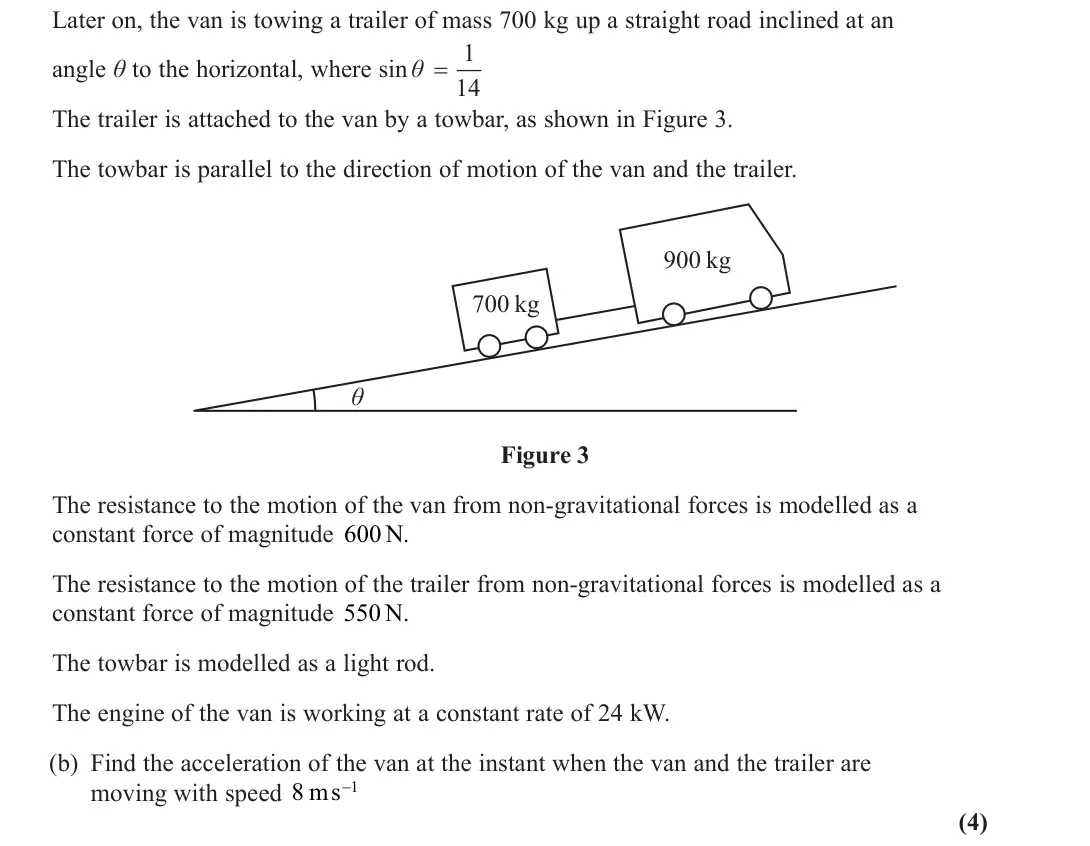 Later on, the van is towing a trailer of mass 700 kg up a straight road inclined at an
angle θ to the horizontal, where sin θ = 1/14
The trailer is attached to the van by a towbar, as shown in Figure 3.
The towbar is parallel to the direction of motion of the van and the trailer.
900 kg
700 kg
θ
Figure 3
The resistance to the motion of the van from non-gravitational forces is modelled as a
constant force of magnitude 600 N.
The resistance to the motion of the trailer from non-gravitational forces is modelled as a
constant force of magnitude 550 N.
The towbar is modelled as a light rod.
The engine of the van is working at a constant rate of 24 kW.
(b) Find the acceleration of the van at the instant when the van and the trailer are
moving with speed 8 m s⁻¹
(4)